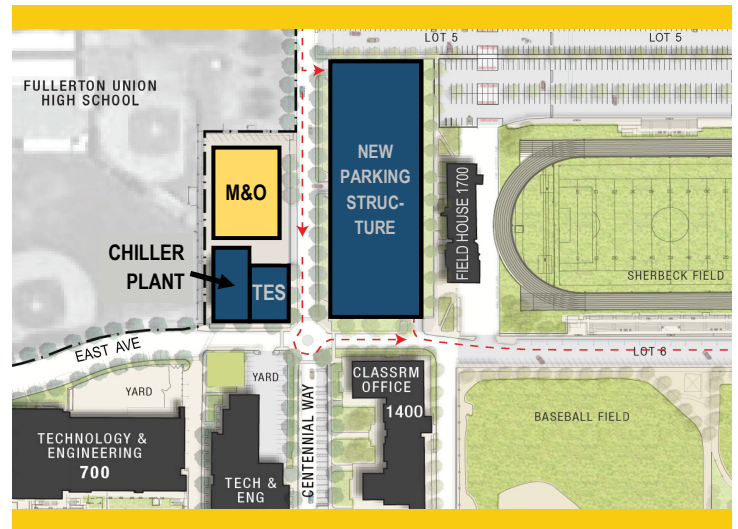 LOT 5
LOT 5
FULLERTON UNION
HIGH SCHOOL
NEW
PARKING
STRUC-
TURE
M&O
FIELD HOUSE 1700
CHILLER
PLANT
TES
SHERBECK FIELD
EAST AVE
LOT 6
YARD
YARD
CENTENNIAL WAY
CLASSRM
OFFICE
1400
BASEBALL FIELD
TECHNOLOGY &
ENGINEERING
700
TECH &
ENG